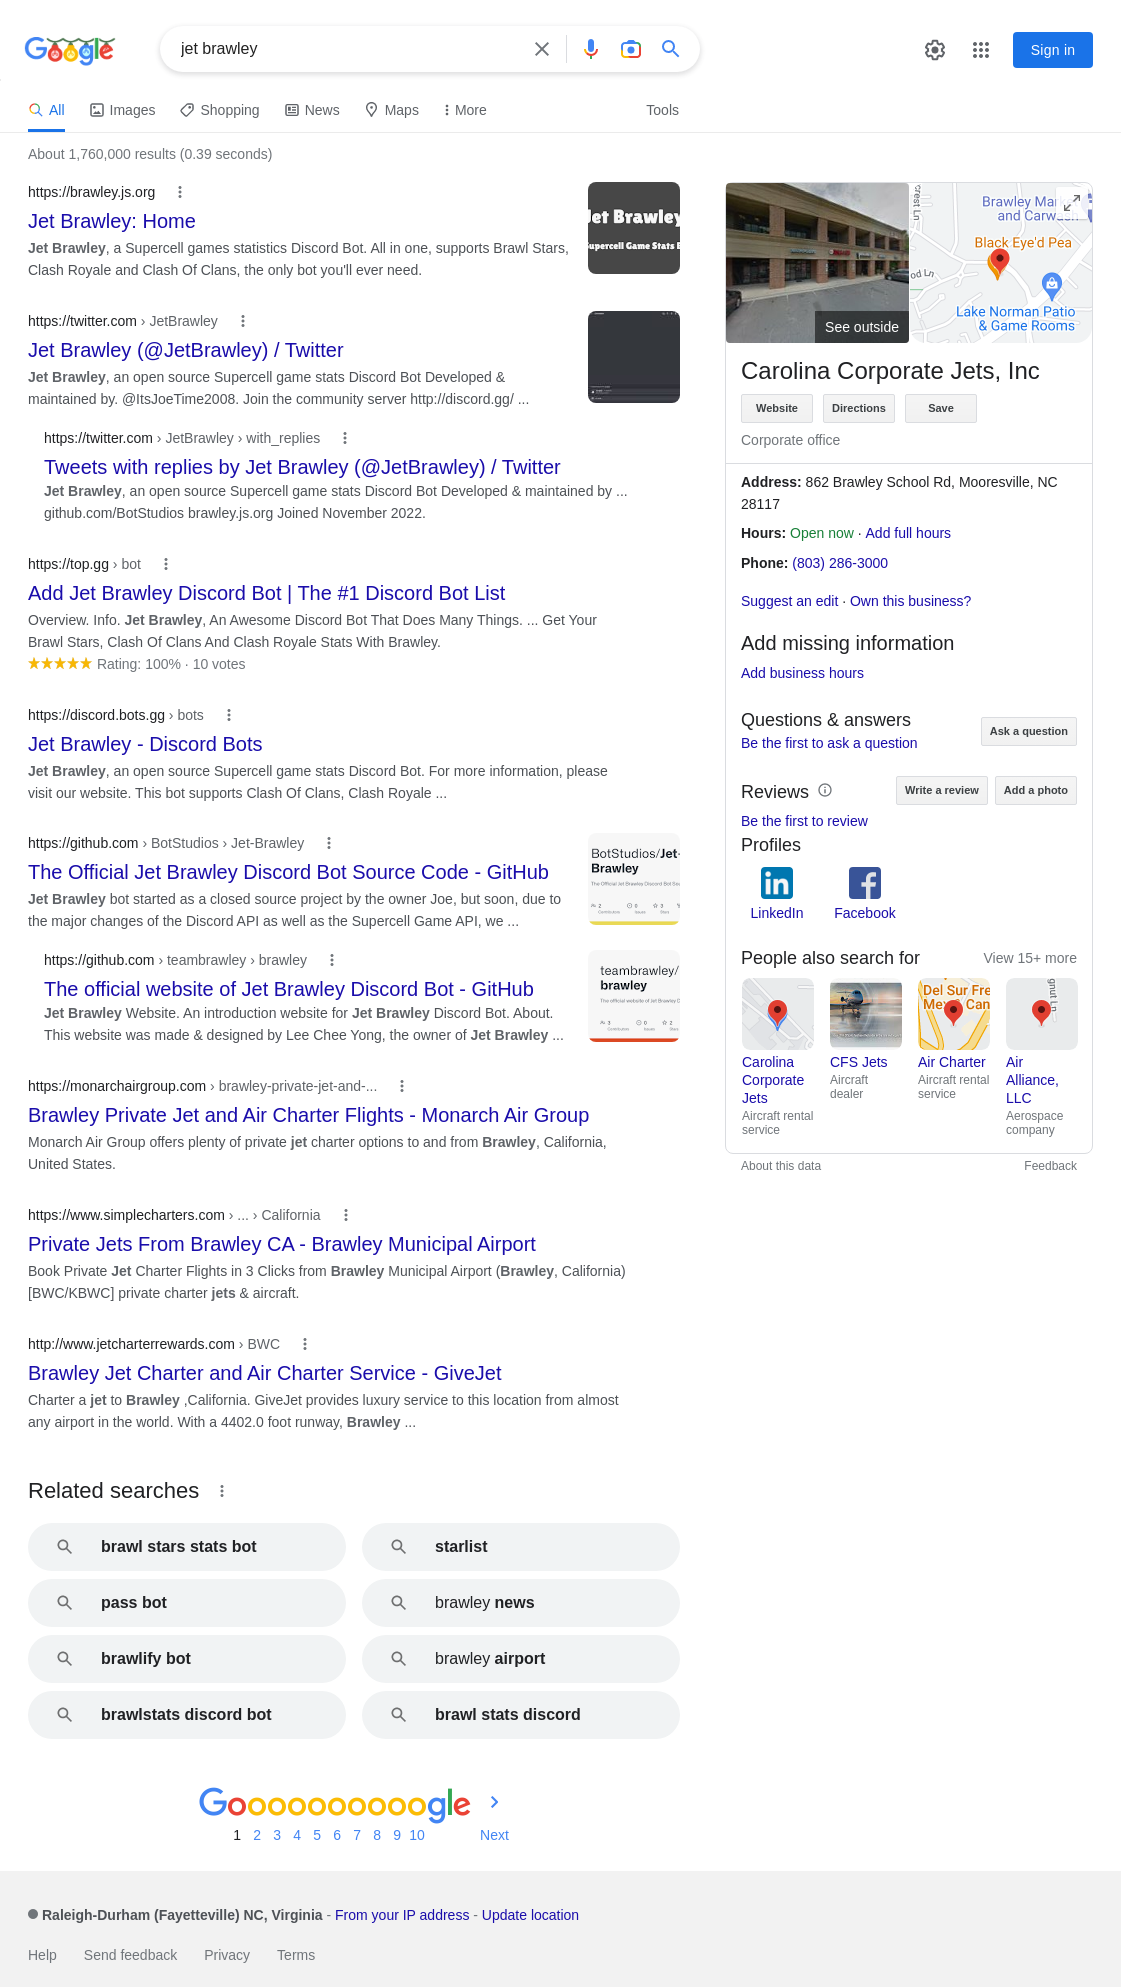 Google
jet brawley
Sign in
All
Images
Shopping
News
Maps
More
Tools
About 1,760,000 results (0.39 seconds)
https://brawley.js.org
Jet Brawley: Home
Jet Brawley, a Supercell games statistics Discord Bot. All in one, supports Brawl Stars,
Clash Royale and Clash Of Clans, the only bot you'll ever need.
Jet Brawley
Supercell Game Stats
https://twitter.com › JetBrawley
Jet Brawley (@JetBrawley) / Twitter
Jet Brawley, an open source Supercell game stats Discord Bot Developed &
maintained by. @ItsJoeTime2008. Join the community server http://discord.gg/ ...
https://twitter.com › JetBrawley › with_replies
Tweets with replies by Jet Brawley (@JetBrawley) / Twitter
Jet Brawley, an open source Supercell game stats Discord Bot Developed & maintained by ...
github.com/BotStudios brawley.js.org Joined November 2022.
https://top.gg › bot
Add Jet Brawley Discord Bot | The #1 Discord Bot List
Overview. Info. Jet Brawley, An Awesome Discord Bot That Does Many Things. ... Get Your
Brawl Stars, Clash Of Clans And Clash Royale Stats With Brawley.
Rating: 100% · 10 votes
https://discord.bots.gg › bots
Jet Brawley - Discord Bots
Jet Brawley, an open source Supercell game stats Discord Bot. For more information, please
visit our website. This bot supports Clash Of Clans, Clash Royale ...
https://github.com › BotStudios › Jet-Brawley
The Official Jet Brawley Discord Bot Source Code - GitHub
Jet Brawley bot started as a closed source project by the owner Joe, but soon, due to
the major changes of the Discord API as well as the Supercell Game API, we ...
BotStudios/Jet-
Brawley
https://github.com › teambrawley › brawley
The official website of Jet Brawley Discord Bot - GitHub
Jet Brawley Website. An introduction website for Jet Brawley Discord Bot. About.
This website was made & designed by Lee Chee Yong, the owner of Jet Brawley ...
teambrawley/
brawley
https://monarchairgroup.com › brawley-private-jet-and-...
Brawley Private Jet and Air Charter Flights - Monarch Air Group
Monarch Air Group offers plenty of private jet charter options to and from Brawley, California,
United States.
https://www.simplecharters.com › ... › California
Private Jets From Brawley CA - Brawley Municipal Airport
Book Private Jet Charter Flights in 3 Clicks from Brawley Municipal Airport (Brawley, California)
[BWC/KBWC] private charter jets & aircraft.
http://www.jetcharterrewards.com › BWC
Brawley Jet Charter and Air Charter Service - GiveJet
Charter a jet to Brawley ,California. GiveJet provides luxury service to this location from almost
any airport in the world. With a 4402.0 foot runway, Brawley ...
Related searches
brawl stars stats bot
starlist
pass bot
brawley news
brawlify bot
brawley airport
brawlstats discord bot
brawl stats discord
Goooooooooogle
1 2 3 4 5 6 7 8 9 10 Next
See outside
crest Ln
Brawley Mar
and Carwash
Black Eye'd Pea
od Ln
Lake Norman Patio
& Game Rooms
Carolina Corporate Jets, Inc
Website
Directions
Save
Corporate office
Address: 862 Brawley School Rd, Mooresville, NC
28117
Hours: Open now · Add full hours
Phone: (803) 286-3000
Suggest an edit · Own this business?
Add missing information
Add business hours
Questions & answers
Be the first to ask a question
Ask a question
Reviews
Write a review
Add a photo
Be the first to review
Profiles
LinkedIn
Facebook
People also search for
View 15+ more
Del Sur Fre
Mex Can
gnut Ln
Carolina
Corporate
Jets
Aircraft rental
service
CFS Jets
Aircraft
dealer
Air Charter
Aircraft rental
service
Air
Alliance,
LLC
Aerospace
company
About this data
Feedback
Raleigh-Durham (Fayetteville) NC, Virginia - From your IP address - Update location
Help
Send feedback
Privacy
Terms